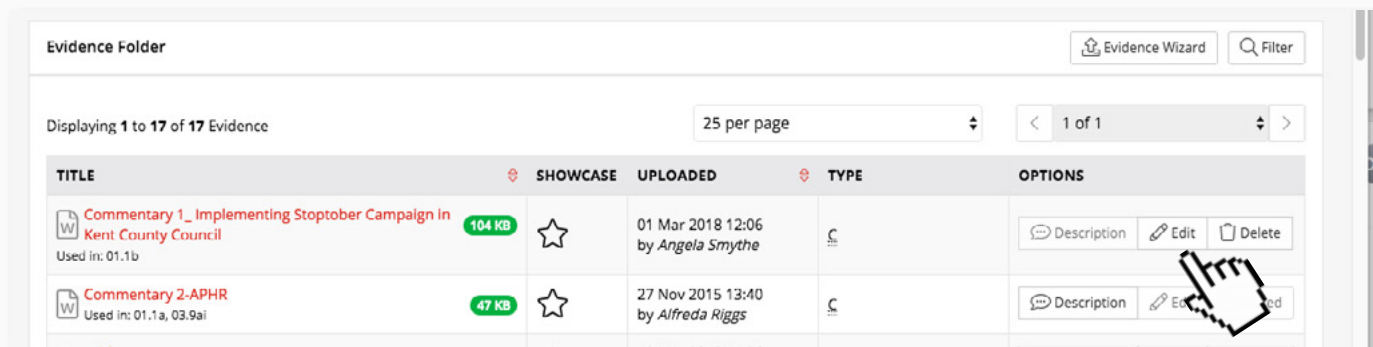 Evidence Folder
Evidence Wizard
Filter
Displaying 1 to 17 of 17 Evidence
25 per page
1 of 1
TITLE SHOWCASE UPLOADED TYPE OPTIONS
Commentary 1_ Implementing Stoptober Campaign in
Kent County Council
Used in: 01.1b
104 KB
01 Mar 2018 12:06
by Angela Smythe
C
Description Edit Delete
Commentary 2-APHR
Used in: 01.1a, 03.9ai
47 KB
27 Nov 2015 13:40
by Alfreda Riggs
C
Description